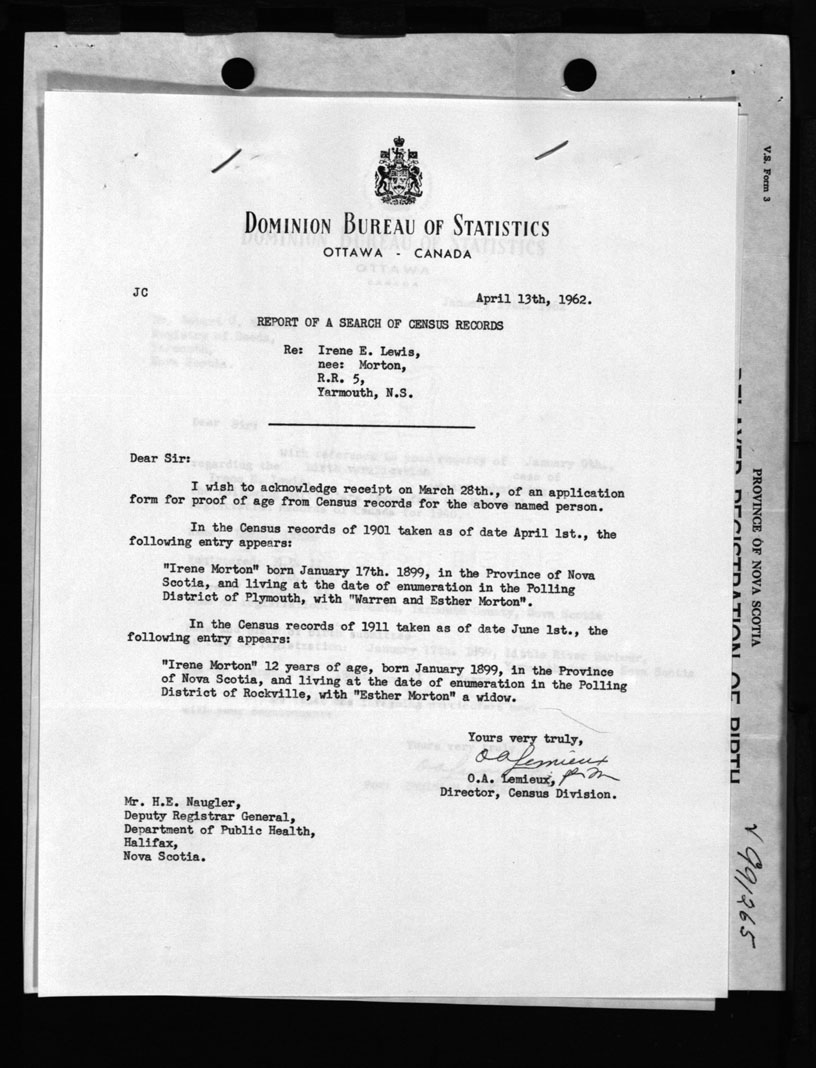 DOMINION BUREAU OF STATISTICS
OTTAWA - CANADA
JC
April 13th, 1962.
REPORT OF A SEARCH OF CENSUS RECORDS
Re: Irene E. Lewis,
nee: Morton,
R.R. 5,
Yarmouth, N.S.
Dear Sir:
I wish to acknowledge receipt on March 28th., of an application
form for proof of age from Census records for the above named person.
In the Census records of 1901 taken as of date April 1st., the
following entry appears:
"Irene Morton" born January 17th. 1899, in the Province of Nova
Scotia, and living at the date of enumeration in the Polling
District of Plymouth, with "Warren and Esther Morton".
In the Census records of 1911 taken as of date June 1st., the
following entry appears:
"Irene Morton" 12 years of age, born January 1899, in the Province
of Nova Scotia, and living at the date of enumeration in the Polling
District of Rockville, with "Esther Morton" a widow.
Yours very truly,
O A Lemieux
O.A. Lemieux,
Director, Census Division.
Mr. H.E. Naugler,
Deputy Registrar General,
Department of Public Health,
Halifax,
Nova Scotia.
V.S. Form 3
PROVINCE OF NOVA SCOTIA
REGISTRATION OF BIRTH
991265